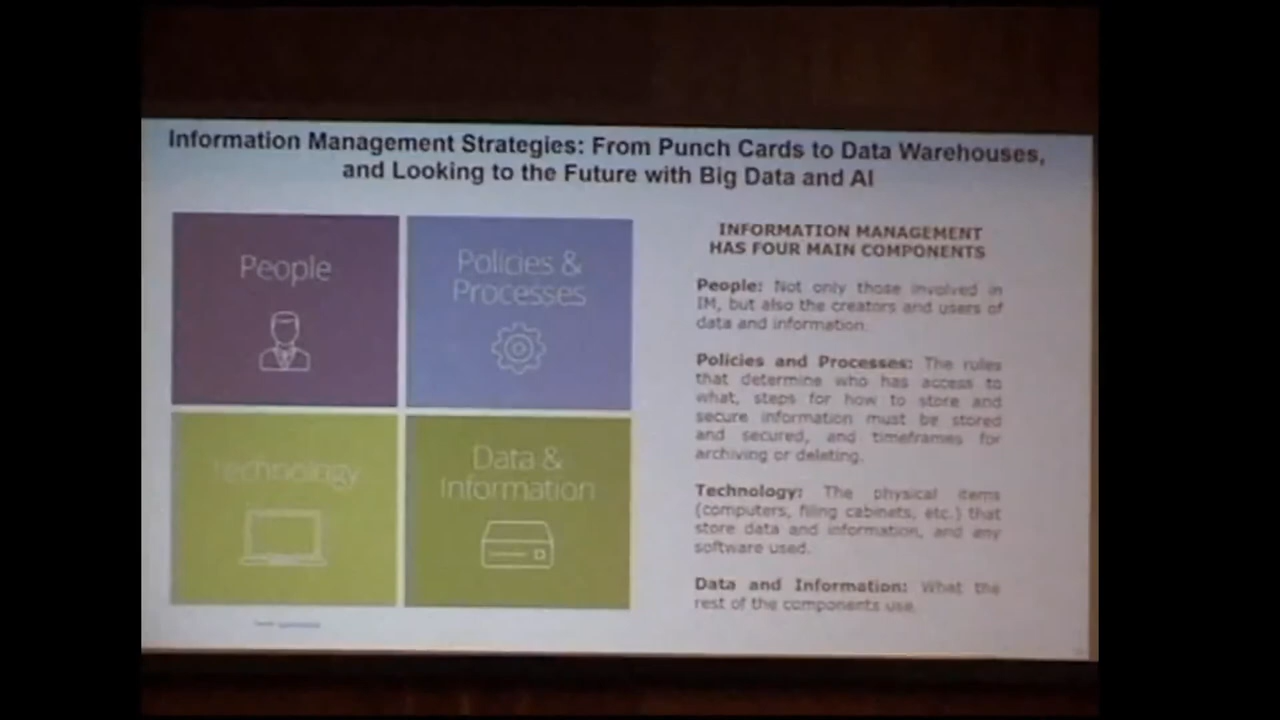 Information Management Strategies: From Punch Cards to Data Warehouses,
and Looking to the Future with Big Data and AI
People
Policies &
Processes
Technology
Data &
Information
INFORMATION MANAGEMENT
HAS FOUR MAIN COMPONENTS
People: Not only those involved in
IM, but also the creators and users of
data and information.
Policies and Processes: The rules
that determine who has access to
what, steps for how to store and
secure information must be stored
and secured, and timeframes for
archiving or deleting.
Technology: The physical items
(computers, filing cabinets, etc.) that
store data and information, and any
software used.
Data and Information: What the
rest of the components use.